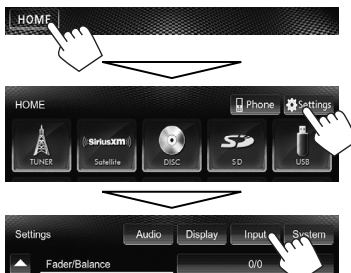 HOME
HOME Phone Settings
TUNER
SiriusXM
Satellite
DISC
SD
SD
USB
Settings Audio Display Input System
Fader/Balance 0/0